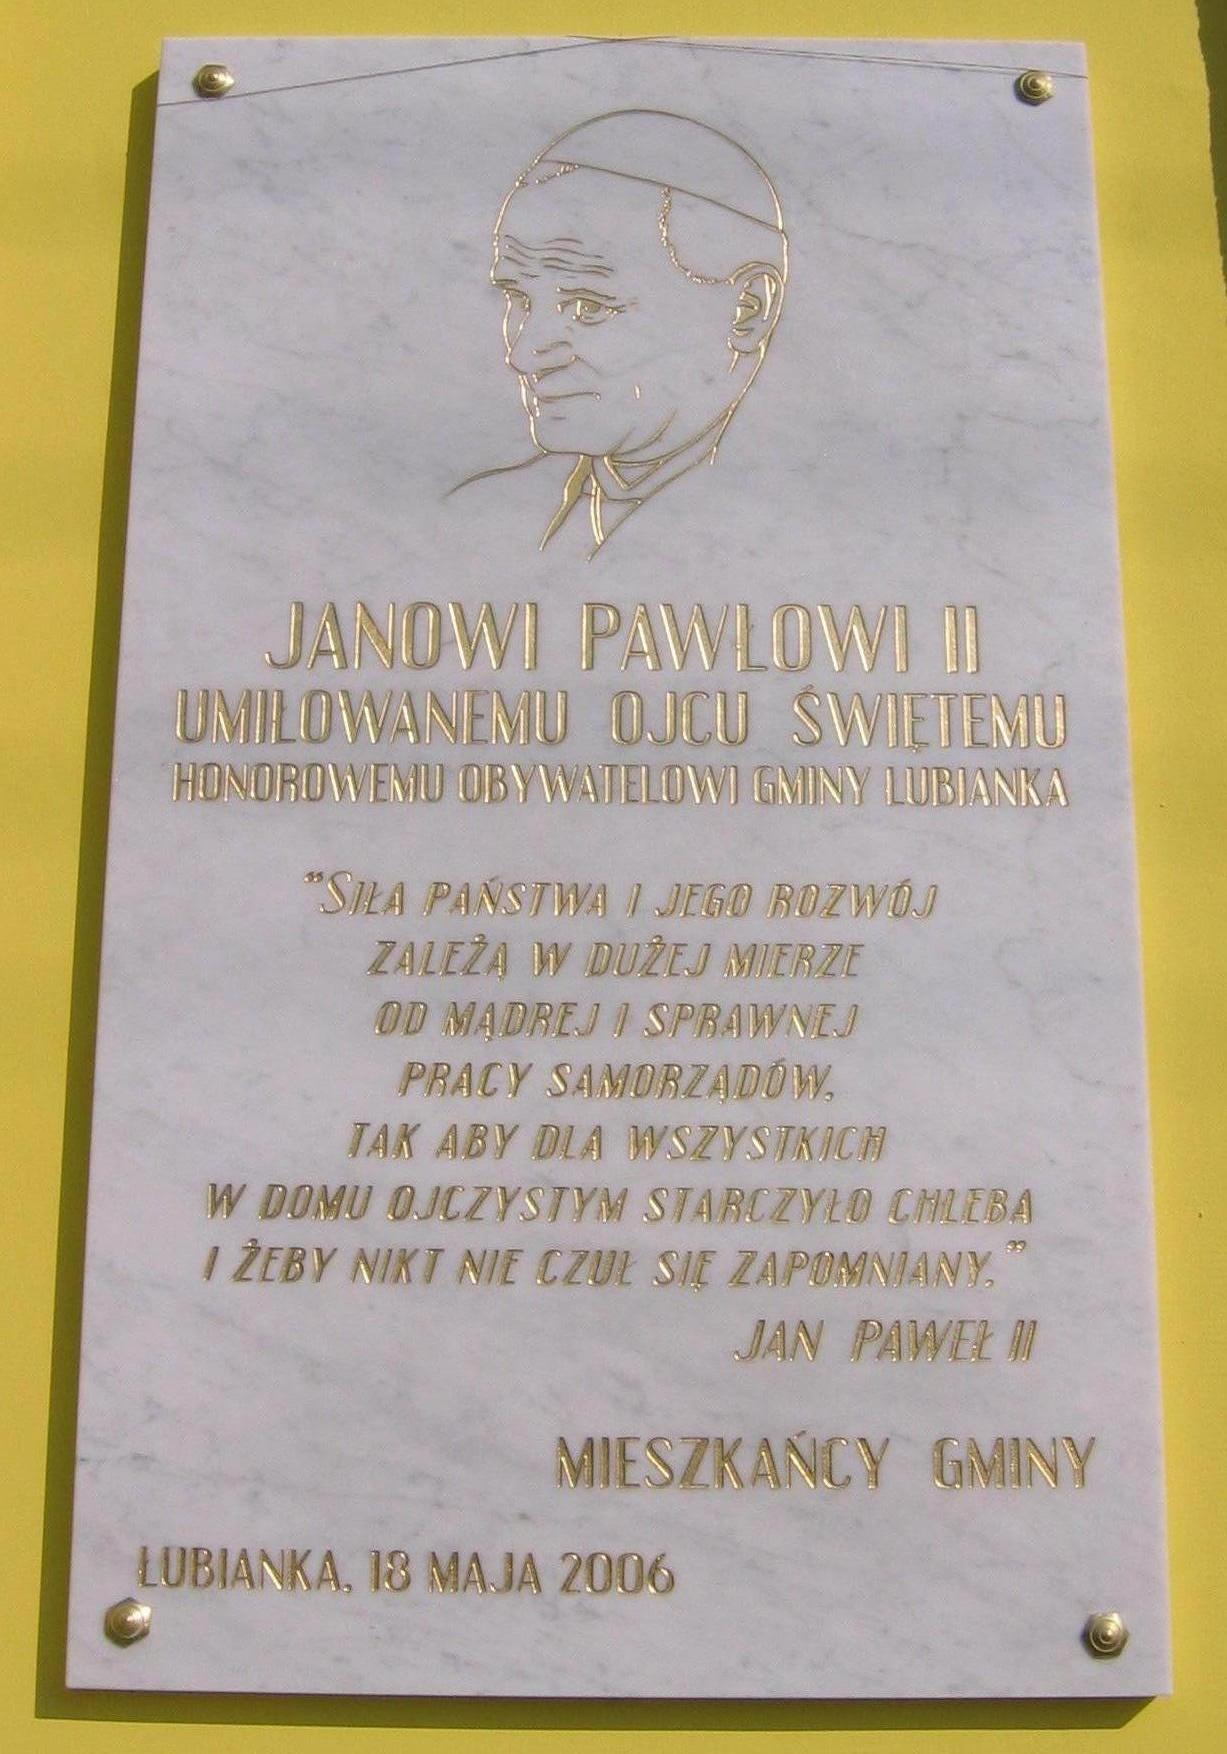 JANOWI PAWŁOWI II
UMIŁOWANEMU OJCU ŚWIĘTEMU
HONOROWEMU OBYWATELOWI GMINY ŁUBIANKA
“SIŁA PAŃSTWA I JEGO ROZWÓJ
ZALEŻĄ W DUŻEJ MIERZE
OD MĄDREJ I SPRAWNEJ
PRACY SAMORZĄDÓW,
TAK ABY DLA WSZYSTKICH
W DOMU OJCZYSTYM STARCZYŁO CHLEBA
I ŻEBY NIKT NIE CZUŁ SIĘ ZAPOMNIANY.”
JAN PAWEŁ II
MIESZKAŃCY GMINY
ŁUBIANKA, 18 MAJA 2006